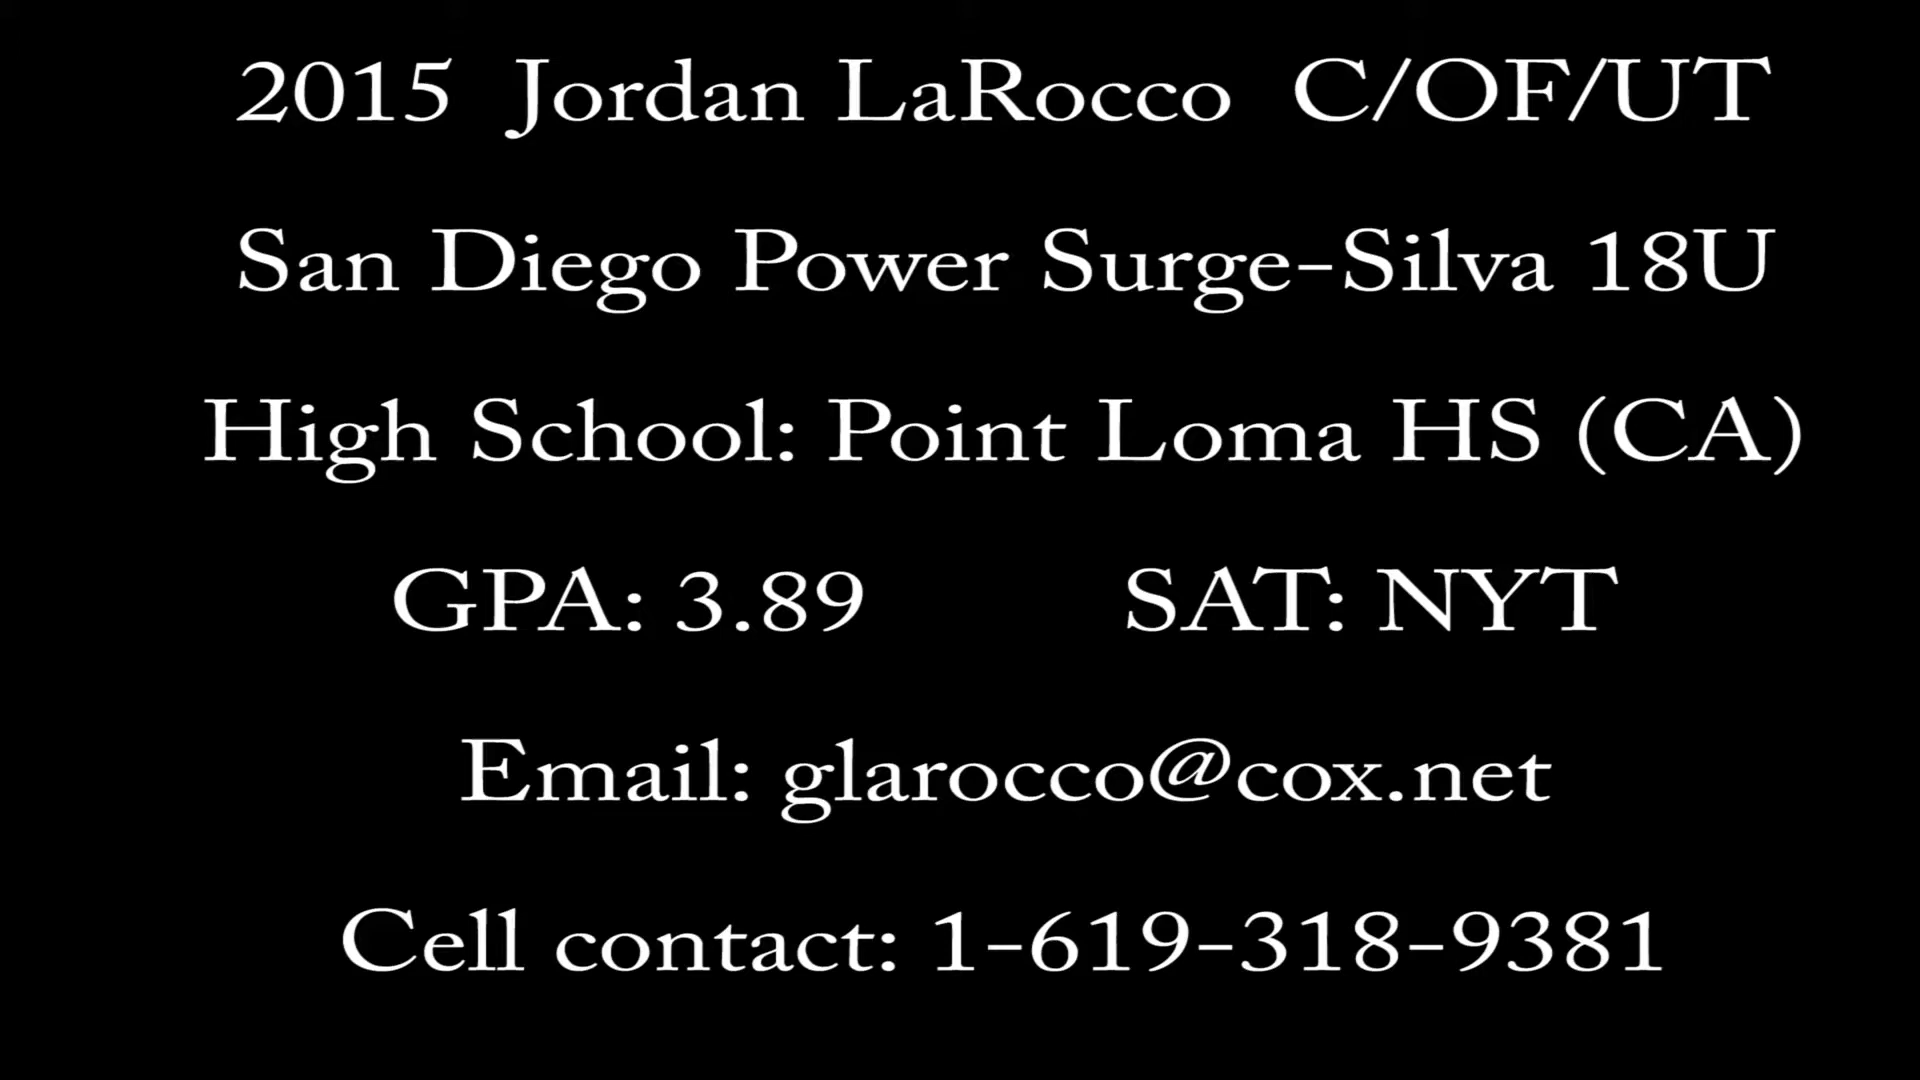 2015 Jordan LaRocco C/OF/UT
San Diego Power Surge-Silva 18U
High School: Point Loma HS (CA)
GPA: 3.89 SAT: NYT
Email: glarocco@cox.net
Cell contact: 1-619-318-9381